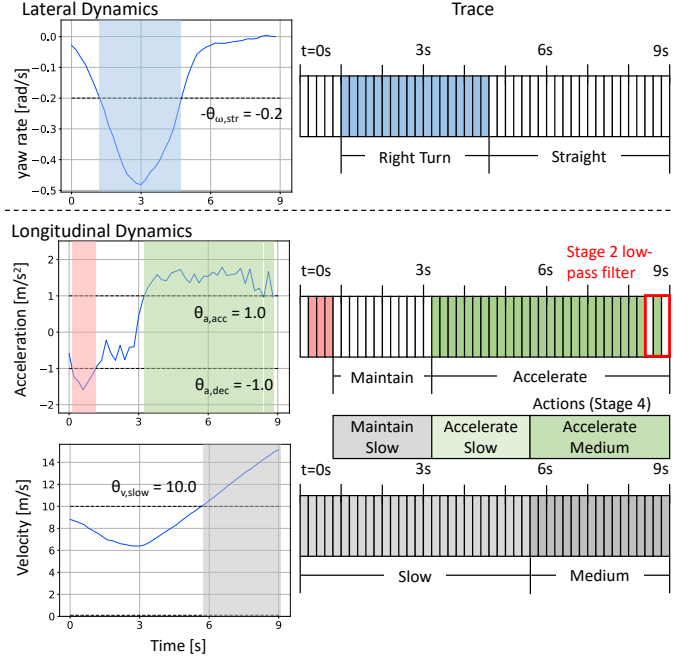 Lateral Dynamics
Trace
yaw rate [rad/s]
0.0
−0.1
−0.2
−0.3
−0.4
−0.5
0
3
6
9
-θω,str = -0.2
t=0s
3s
6s
9s
Right Turn
Straight
Longitudinal Dynamics
Acceleration [m/s²]
2
1
0
−1
−2
0
3
6
9
θa,acc = 1.0
θa,dec = -1.0
Stage 2 low-
pass filter
t=0s
3s
6s
9s
Maintain
Accelerate
Actions (Stage 4)
Maintain
Slow
Accelerate
Slow
Accelerate
Medium
Velocity [m/s]
14
12
10
8
6
4
2
0
0
3
6
9
θv,slow = 10.0
Time [s]
t=0s
3s
6s
9s
Slow
Medium